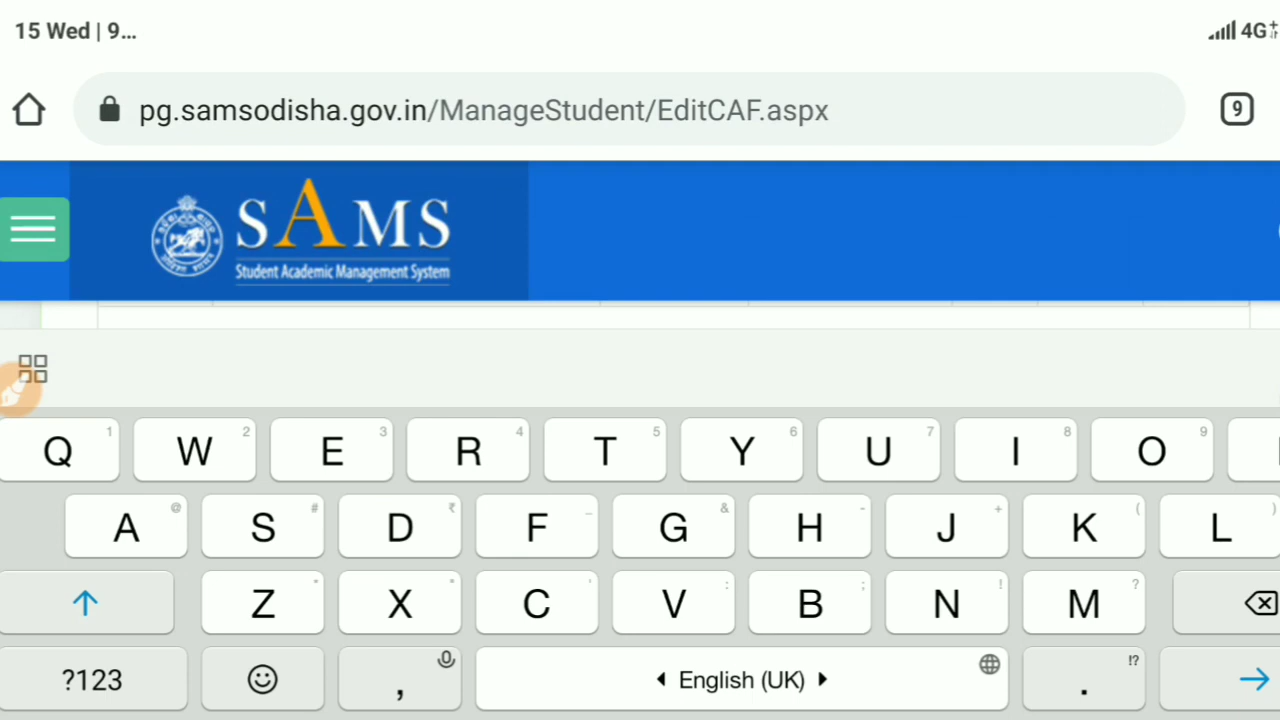 15 Wed | 9... 4G+
pg.samsodisha.gov.in/ManageStudent/EditCAF.aspx 9
SAMS
Student Academic Management System
Q 1 W 2 E 3 R 4 T 5 Y 6 U 7 I 8 O 9
A @ S # D ₹ F _ G & H - J + K ( L )
Z * X " C ' V : B ; N ! M ?
?123 , English (UK) . !?